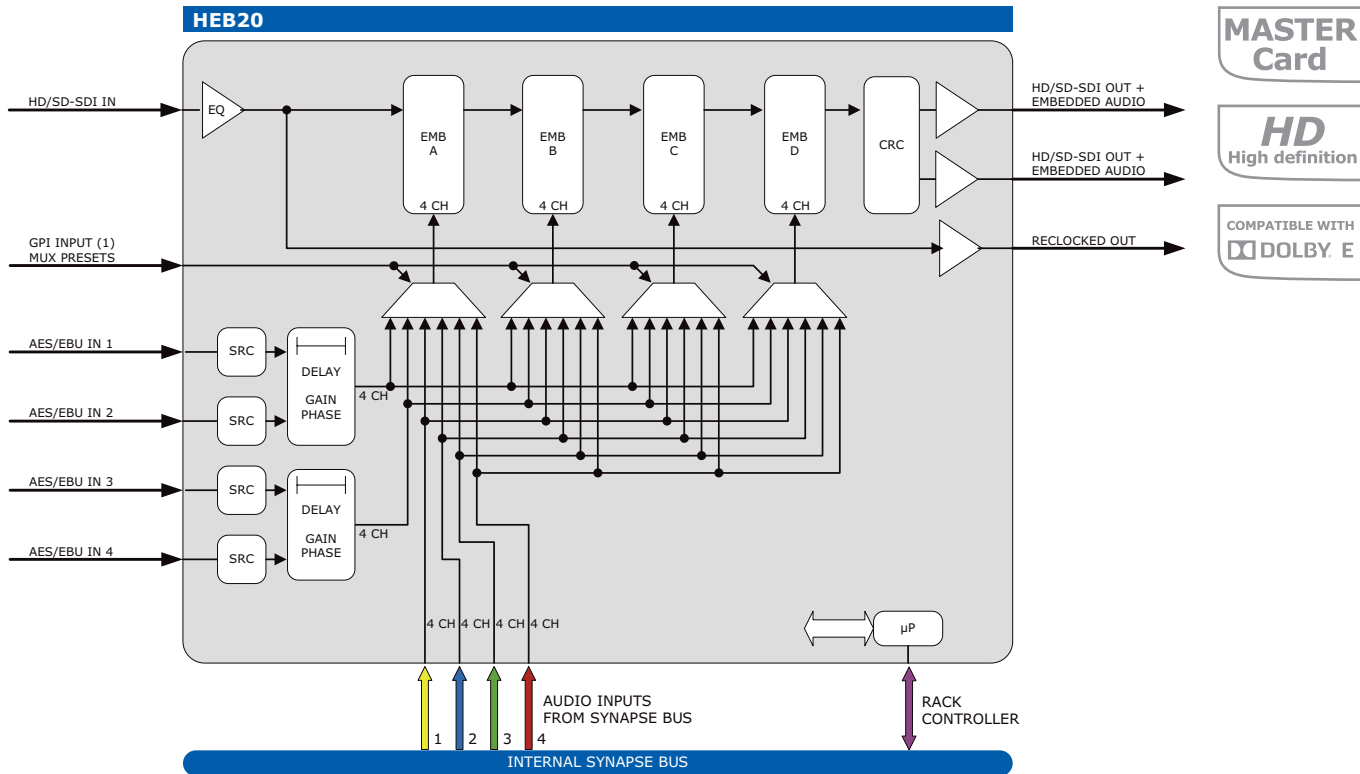 HEB20
MASTER
Card
HD
High definition
COMPATIBLE WITH
DOLBY E
HD/SD-SDI IN
EQ
EMB
A
EMB
B
EMB
C
EMB
D
CRC
4 CH
4 CH
4 CH
4 CH
HD/SD-SDI OUT +
EMBEDDED AUDIO
HD/SD-SDI OUT +
EMBEDDED AUDIO
RECLOCKED OUT
GPI INPUT (1)
MUX PRESETS
AES/EBU IN 1
SRC
DELAY
GAIN
PHASE
4 CH
AES/EBU IN 2
SRC
AES/EBU IN 3
SRC
DELAY
GAIN
PHASE
4 CH
AES/EBU IN 4
SRC
4 CH
4 CH
4 CH
4 CH
µP
1
2
3
4
AUDIO INPUTS
FROM SYNAPSE BUS
RACK
CONTROLLER
INTERNAL SYNAPSE BUS